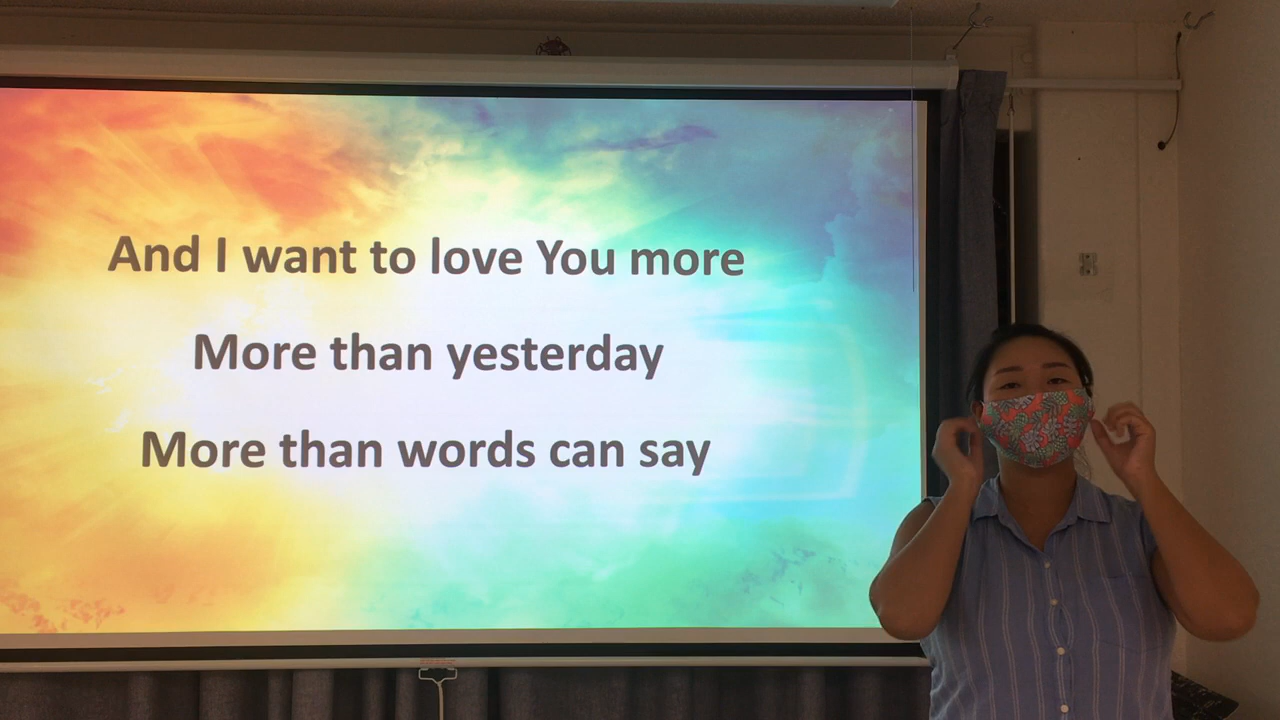 And I want to love You more
More than yesterday
More than words can say